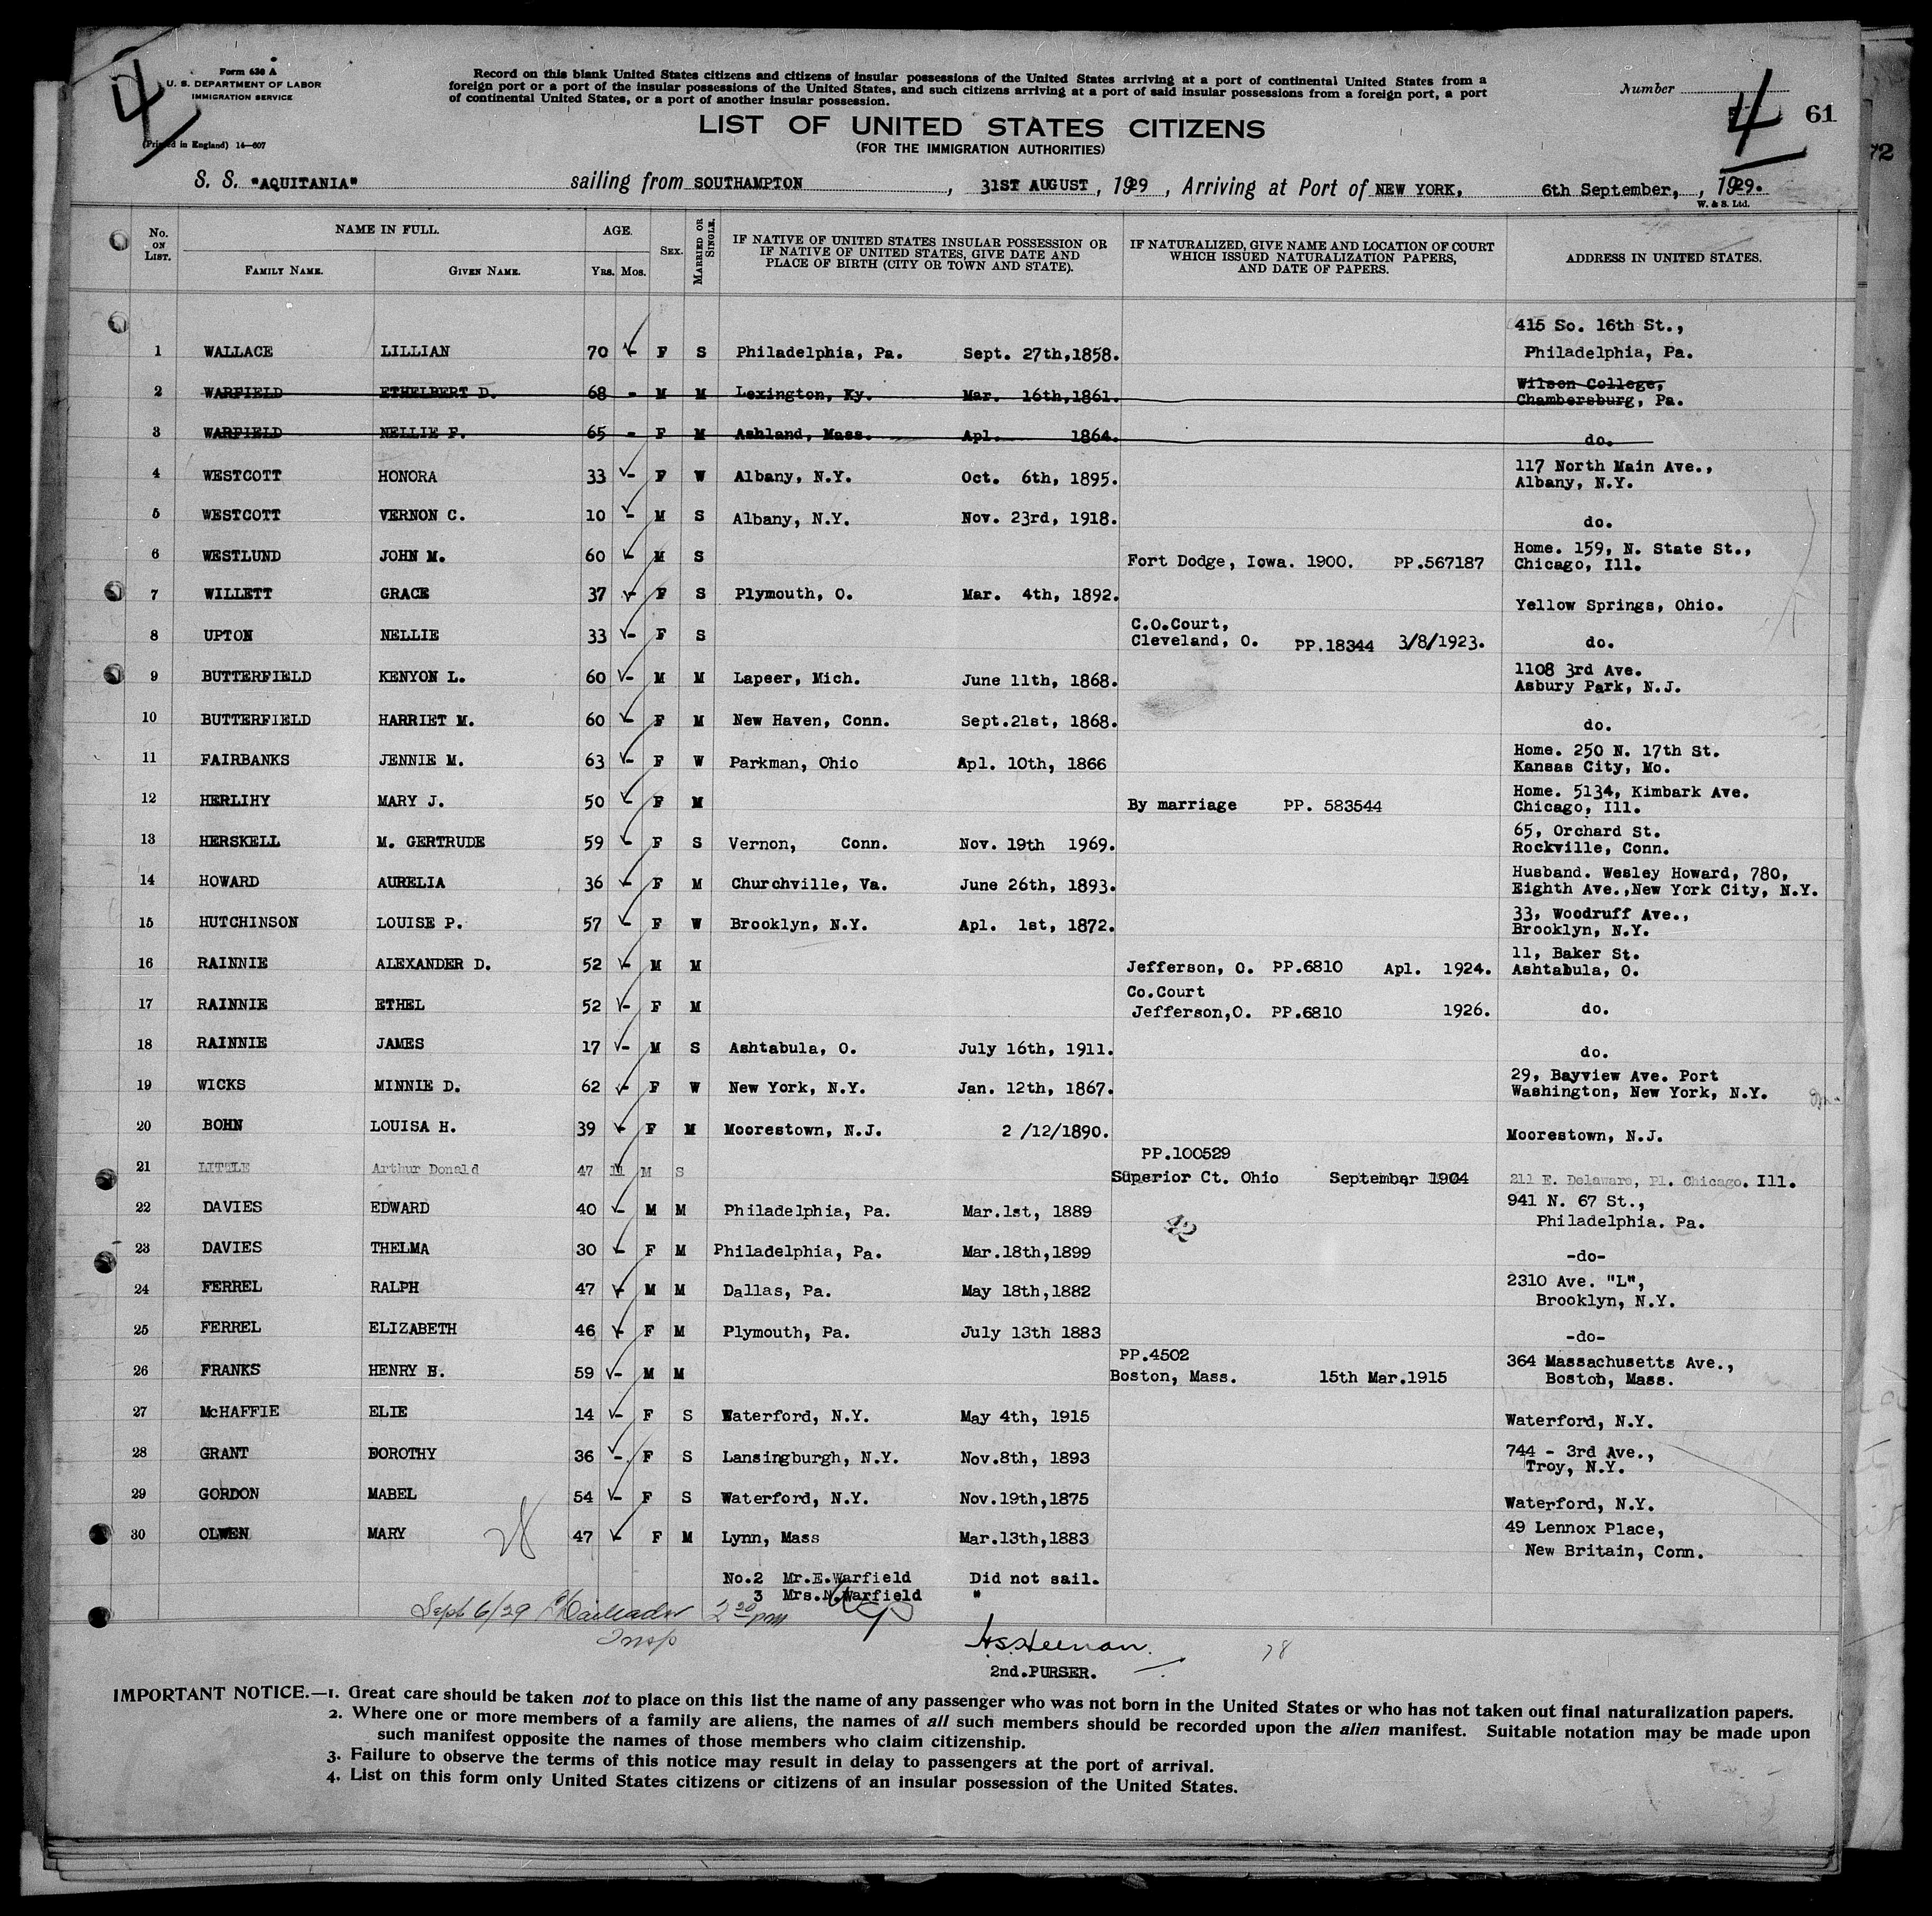 Form 630 A
U. S. DEPARTMENT OF LABOR
IMMIGRATION SERVICE
(Printed in England) 14—607
4
Record on this blank United States citizens and citizens of insular possessions of the United States arriving at a port of continental United States from a
foreign port or a port of the insular possessions of the United States, and such citizens arriving at a port of said insular possessions from a foreign port, a port
of continental United States, or a port of another insular possession.
Number
4
61
72
LIST OF UNITED STATES CITIZENS
(FOR THE IMMIGRATION AUTHORITIES)
S. S. "AQUITANIA" sailing from SOUTHAMPTON, 31ST AUGUST, 1929, Arriving at Port of NEW YORK, 6th September, , 1929.
W. & S. Ltd.
No. ON LIST. NAME IN FULL. FAMILY NAME. GIVEN NAME. AGE. YRS. MOS. SEX. MARRIED OR SINGLE. IF NATIVE OF UNITED STATES INSULAR POSSESSION OR IF NATIVE OF UNITED STATES, GIVE DATE AND PLACE OF BIRTH (CITY OR TOWN AND STATE). IF NATURALIZED, GIVE NAME AND LOCATION OF COURT WHICH ISSUED NATURALIZATION PAPERS, AND DATE OF PAPERS. ADDRESS IN UNITED STATES.
415 So. 16th St.,
1 WALLACE LILLIAN 70 - F S Philadelphia, Pa. Sept. 27th,1858. Philadelphia, Pa.
Wilson College,
2 WARFIELD ETHELBERT D. 68 - M M Lexington, Ky. Mar. 16th,1861. Chambersburg, Pa.
3 WARFIELD NELLIE F. 65 - F M Ashland, Mass. Apl. 1864. do.
117 North Main Ave.,
4 WESTCOTT HONORA 33 - F W Albany, N.Y. Oct. 6th, 1895. Albany, N.Y.
5 WESTCOTT VERNON C. 10 - M S Albany, N.Y. Nov. 23rd, 1918. do.
Home. 159, N. State St.,
6 WESTLUND JOHN M. 60 - M S Fort Dodge, Iowa. 1900. PP.567187 Chicago, Ill.
7 WILLETT GRACE 37 - F S Plymouth, O. Mar. 4th, 1892. Yellow Springs, Ohio.
C.O.Court,
8 UPTON NELLIE 33 - F S Cleveland, O. PP.18344 3/8/1923. do.
1108 3rd Ave.
9 BUTTERFIELD KENYON L. 60 - M M Lapeer, Mich. June 11th, 1868. Asbury Park, N.J.
10 BUTTERFIELD HARRIET M. 60 - F M New Haven, Conn. Sept.21st, 1868. do.
Home. 250 N. 17th St.
11 FAIRBANKS JENNIE M. 63 - F W Parkman, Ohio Apl. 10th, 1866 Kansas City, Mo.
Home. 5134, Kimbark Ave.
12 HERLIHY MARY J. 50 - F M By marriage PP. 583544 Chicago, Ill.
65, Orchard St.
13 HERSKELL M. GERTRUDE 59 - F S Vernon, Conn. Nov. 19th 1969. Rockville, Conn.
Husband. Wesley Howard, 780,
14 HOWARD AURELIA 36 - F M Churchville, Va. June 26th, 1893. Eighth Ave.,New York City, N.Y.
33, Woodruff Ave.,
15 HUTCHINSON LOUISE P. 57 - F W Brooklyn, N.Y. Apl. 1st, 1872. Brooklyn, N.Y.
11, Baker St.
16 RAINNIE ALEXANDER D. 52 - M M Jefferson, O. PP.6810 Apl. 1924. Ashtabula, O.
Co.Court
17 RAINNIE ETHEL 52 - F M Jefferson,O. PP.6810 1926. do.
18 RAINNIE JAMES 17 - M S Ashtabula, O. July 16th, 1911. do.
29, Bayview Ave. Port
19 WICKS MINNIE D. 62 - F W New York, N.Y. Jan. 12th, 1867. Washington, New York, N.Y.
20 BOHN LOUISA H. 39 - F M Moorestown, N.J. 2 /12/1890. Moorestown, N.J.
PP.100529
21 LITTLE Arthur Donald 47 11 M S Superior Ct. Ohio September 1904 211 E. Delaware, Pl. Chicago. Ill.
941 N. 67 St.,
22 DAVIES EDWARD 40 - M M Philadelphia, Pa. Mar.1st, 1889 42 Philadelphia. Pa.
23 DAVIES THELMA 30 - F M Philadelphia, Pa. Mar.18th,1899 -do-
2310 Ave. "L",
24 FERREL RALPH 47 - M M Dallas, Pa. May 18th,1882 Brooklyn, N.Y.
25 FERREL ELIZABETH 46 - F M Plymouth, Pa. July 13th 1883 -do-
PP.4502 364 Massachusetts Ave.,
26 FRANKS HENRY B. 59 - M M Boston, Mass. 15th Mar.1915 Boston, Mass.
27 McHAFFIE ELIE 14 - F S Waterford, N.Y. May 4th, 1915 Waterford, N.Y.
744 - 3rd Ave.,
28 GRANT DOROTHY 36 - F S Lansingburgh, N.Y. Nov.8th, 1893 Troy, N.Y.
29 GORDON MABEL 54 - F S Waterford, N.Y. Nov.19th,1875 Waterford, N.Y.
49 Lennox Place,
30 OLWEN MARY 47 - F M Lynn, Mass Mar.13th,1883 New Britain, Conn.
28
No.2 Mr.E.Warfield Did not sail.
3 Mrs.N.Warfield "
Sept 6/29 2 20 pm
Insp
H.S.Heenan.
2nd.PURSER.
28
IMPORTANT NOTICE.—1. Great care should be taken not to place on this list the name of any passenger who was not born in the United States or who has not taken out final naturalization papers.
2. Where one or more members of a family are aliens, the names of all such members should be recorded upon the alien manifest. Suitable notation may be made upon
such manifest opposite the names of those members who claim citizenship.
3. Failure to observe the terms of this notice may result in delay to passengers at the port of arrival.
4. List on this form only United States citizens or citizens of an insular possession of the United States.